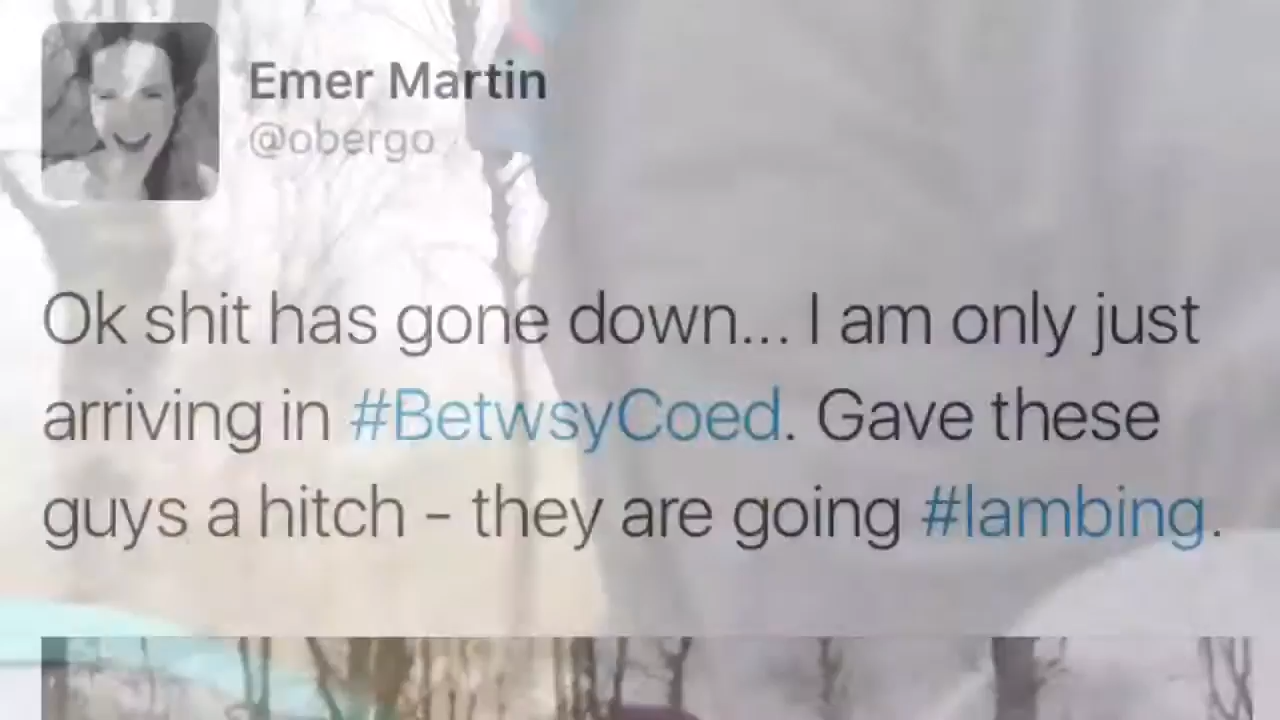 Emer Martin
@obergo
Ok shit has gone down... I am only just
arriving in #BetwsyCoed. Gave these
guys a hitch - they are going #lambing.